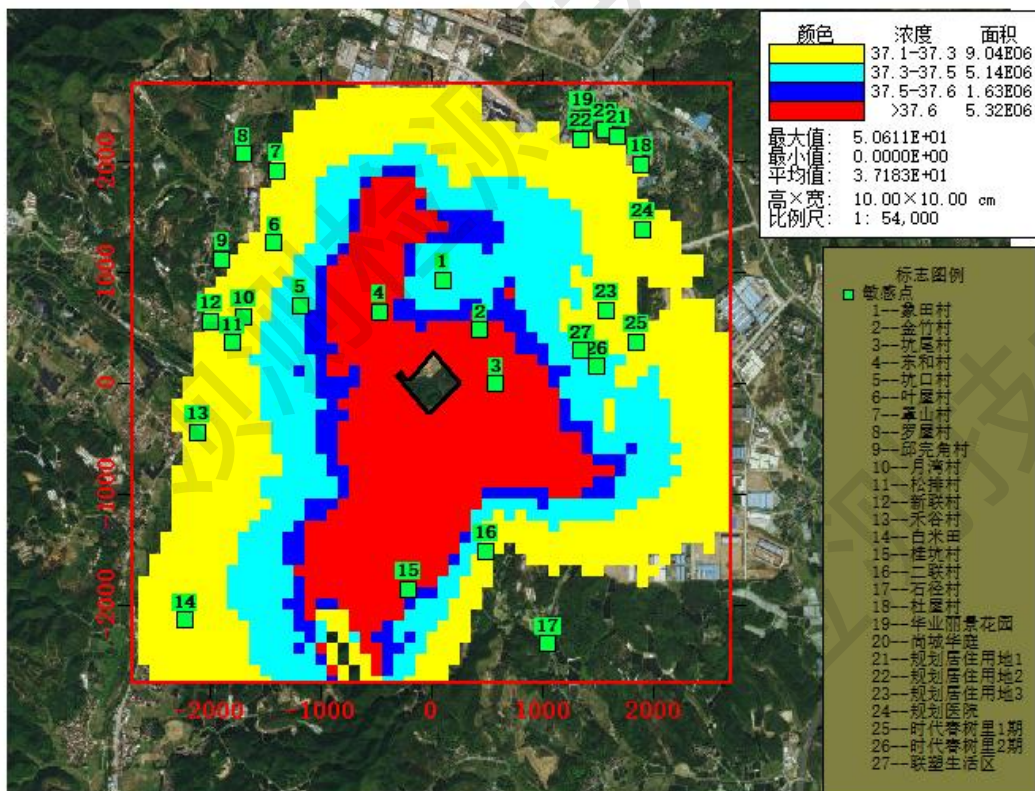 颜色 浓度 面积
37.1-37.3 9.04E06
37.3-37.5 5.14E06
37.5-37.6 1.63E06
>37.6 5.32E06
最大值: 5.0611E+01
最小值: 0.0000E+00
平均值: 3.7183E+01
高×宽: 10.00×10.00 cm
比例尺: 1: 54,000
标志图例
敏感点
1--象田村
2--金竹村
3--坑尾村
4--东和村
5--坑口村
6--叶屋村
7--覃山村
8--罗屋村
9--邱完角村
10--月湾村
11--松排村
12--新联村
13--禾谷村
14--白米田
15--桂坑村
16--二联村
17--石径村
18--杜屋村
19--华业丽景花园
20--尚城华庭
21--规划居住用地1
22--规划居住用地2
23--规划居住用地3
24--规划医院
25--时代春树里1期
26--时代春树里2期
27--联塑生活区
19
20
22
21
8
7
18
24
6
9
1
5
10
4
23
12
2
11
27
25
26
3
13
16
15
14
17
2000
1000
0
-1000
-2000
-2000 -1000 0 1000 2000